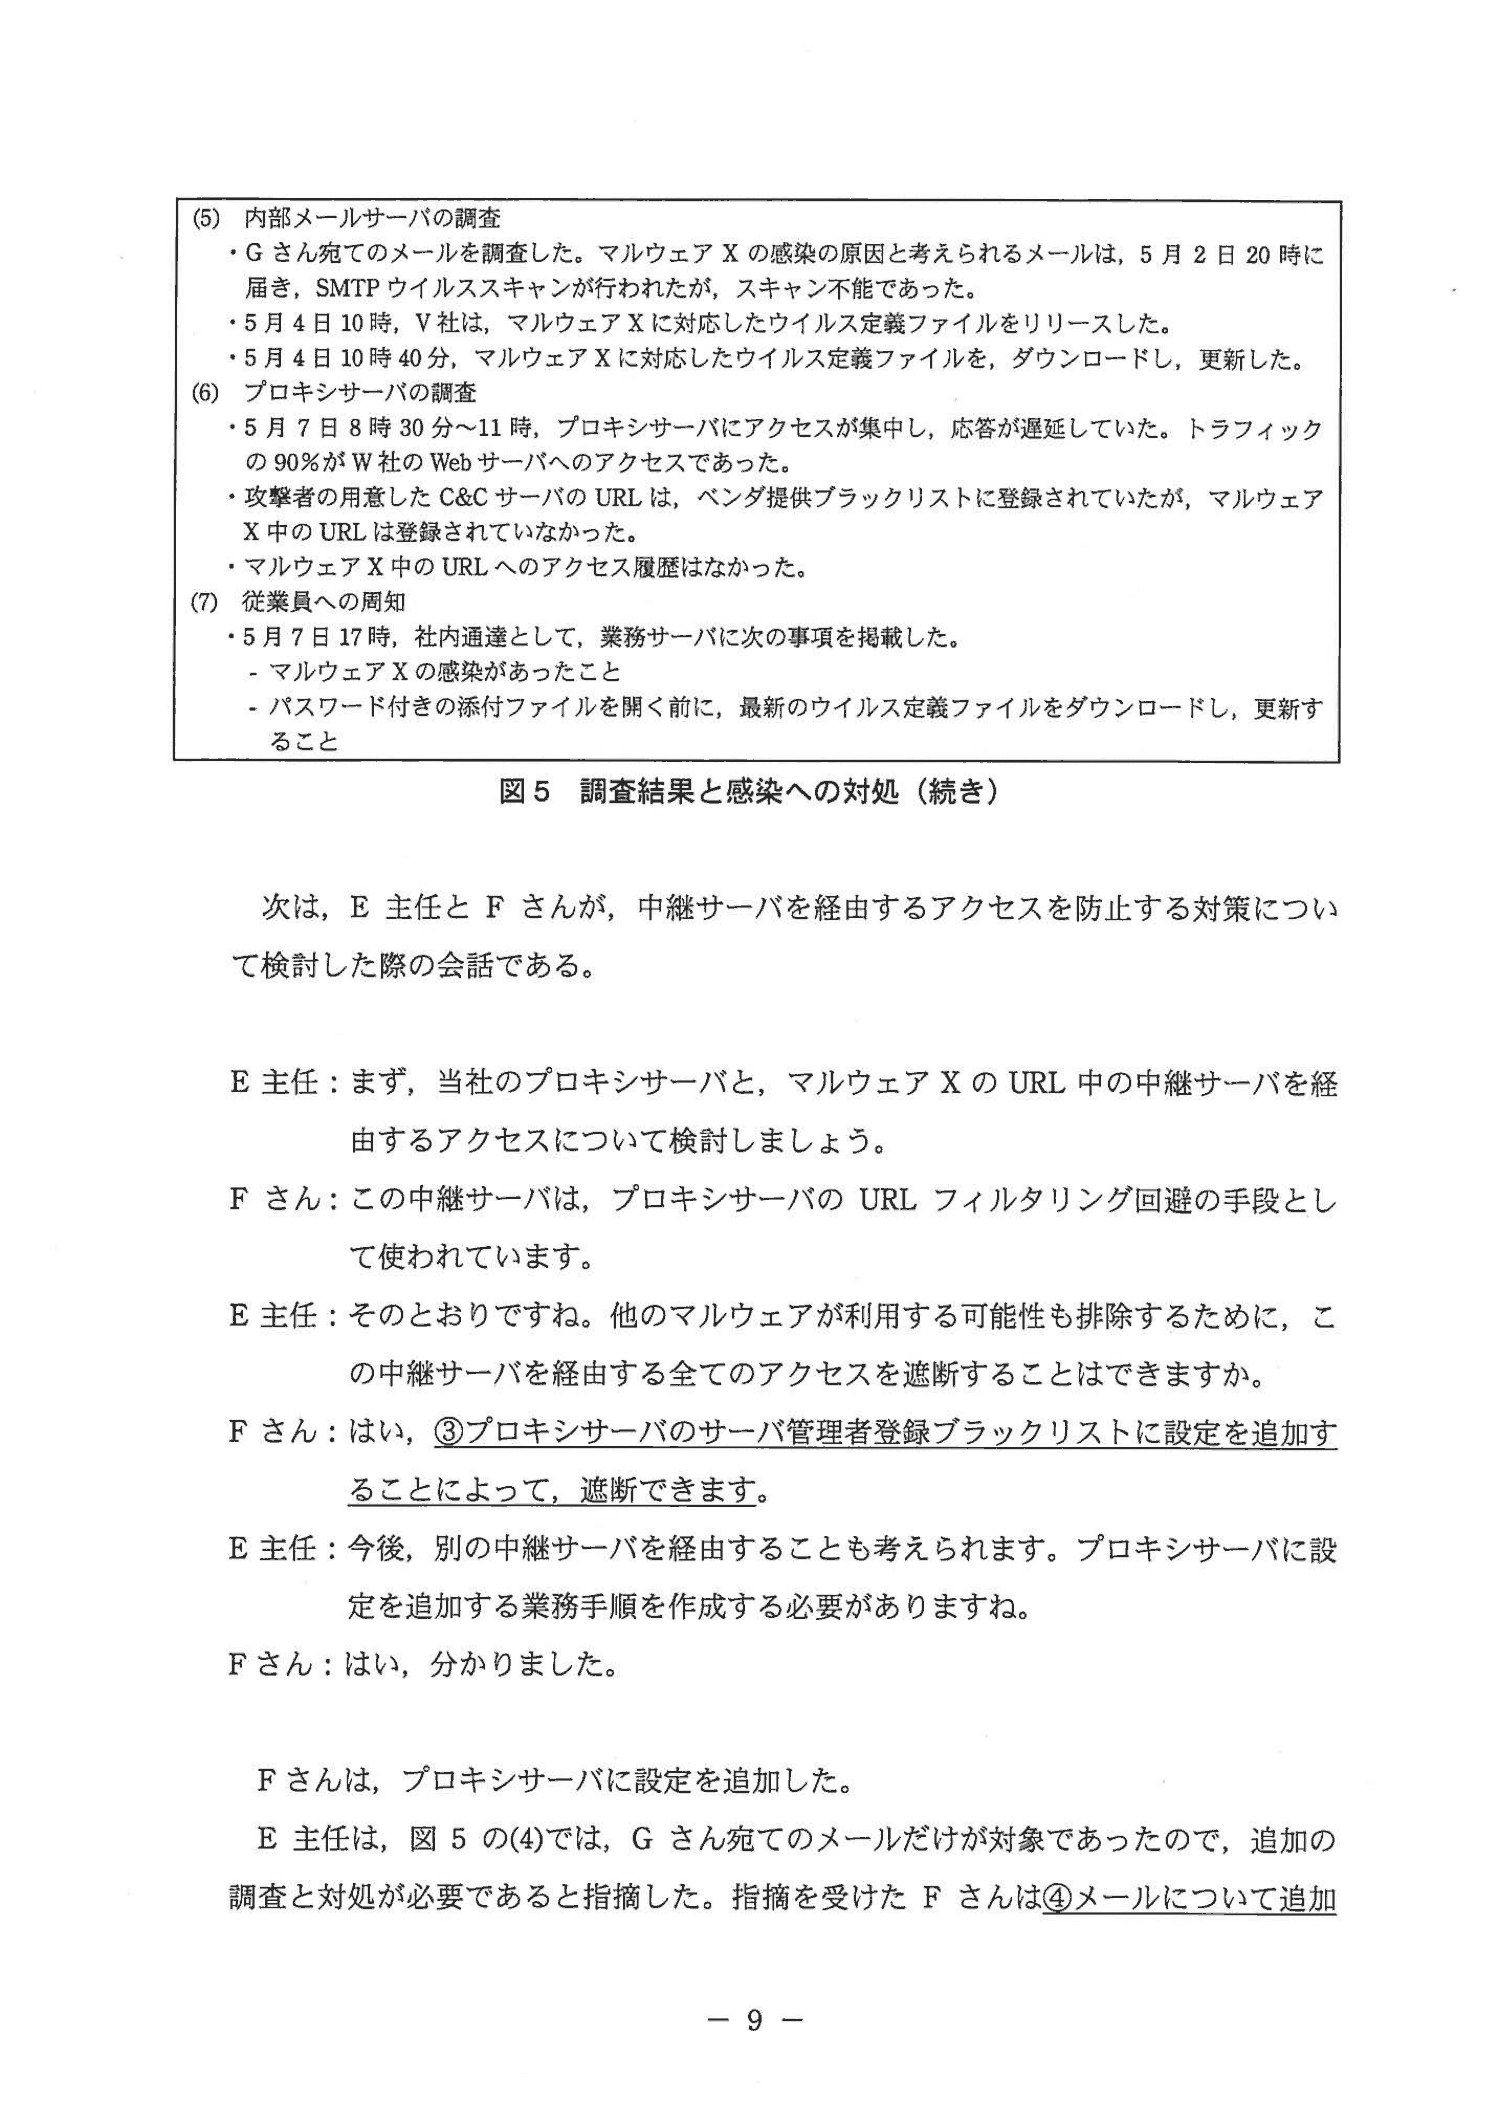 (5) 内部メールサーバの調査
・G さん宛てのメールを調査した。マルウェア X の感染の原因と考えられるメールは，5 月 2 日 20 時に
届き，SMTP ウイルススキャンが行われたが，スキャン不能であった。
・5 月 4 日 10 時，V 社は，マルウェア X に対応したウイルス定義ファイルをリリースした。
・5 月 4 日 10 時 40 分，マルウェア X に対応したウイルス定義ファイルを，ダウンロードし，更新した。
(6) プロキシサーバの調査
・5 月 7 日 8 時 30 分～11 時，プロキシサーバにアクセスが集中し，応答が遅延していた。トラフィック
の 90％が W 社の Web サーバへのアクセスであった。
・攻撃者の用意した C&C サーバの URL は，ベンダ提供ブラックリストに登録されていたが，マルウェア
X 中の URL は登録されていなかった。
・マルウェア X 中の URL へのアクセス履歴はなかった。
(7) 従業員への周知
・5 月 7 日 17 時，社内通達として，業務サーバに次の事項を掲載した。
- マルウェア X の感染があったこと
- パスワード付きの添付ファイルを開く前に，最新のウイルス定義ファイルをダウンロードし，更新す
ること
図 5 調査結果と感染への対処（続き）
次は，E 主任と F さんが，中継サーバを経由するアクセスを防止する対策につい
て検討した際の会話である。
E 主任：まず，当社のプロキシサーバと，マルウェア X の URL 中の中継サーバを経
由するアクセスについて検討しましょう。
F さん：この中継サーバは，プロキシサーバの URL フィルタリング回避の手段とし
て使われています。
E 主任：そのとおりですね。他のマルウェアが利用する可能性も排除するために，こ
の中継サーバを経由する全てのアクセスを遮断することはできますか。
F さん：はい，③プロキシサーバのサーバ管理者登録ブラックリストに設定を追加す
ることによって，遮断できます。
E 主任：今後，別の中継サーバを経由することも考えられます。プロキシサーバに設
定を追加する業務手順を作成する必要がありますね。
F さん：はい，分かりました。
F さんは，プロキシサーバに設定を追加した。
E 主任は，図 5 の(4)では，G さん宛てのメールだけが対象であったので，追加の
調査と対処が必要であると指摘した。指摘を受けた F さんは④メールについて追加
－ 9 －